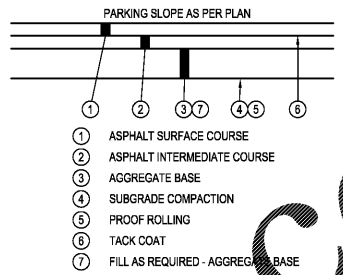 PARKING SLOPE AS PER PLAN
1 2 3 7 4 5 6
1 ASPHALT SURFACE COURSE
2 ASPHALT INTERMEDIATE COURSE
3 AGGREGATE BASE
4 SUBGRADE COMPACTION
5 PROOF ROLLING
6 TACK COAT
7 FILL AS REQUIRED - AGGREGATE BASE